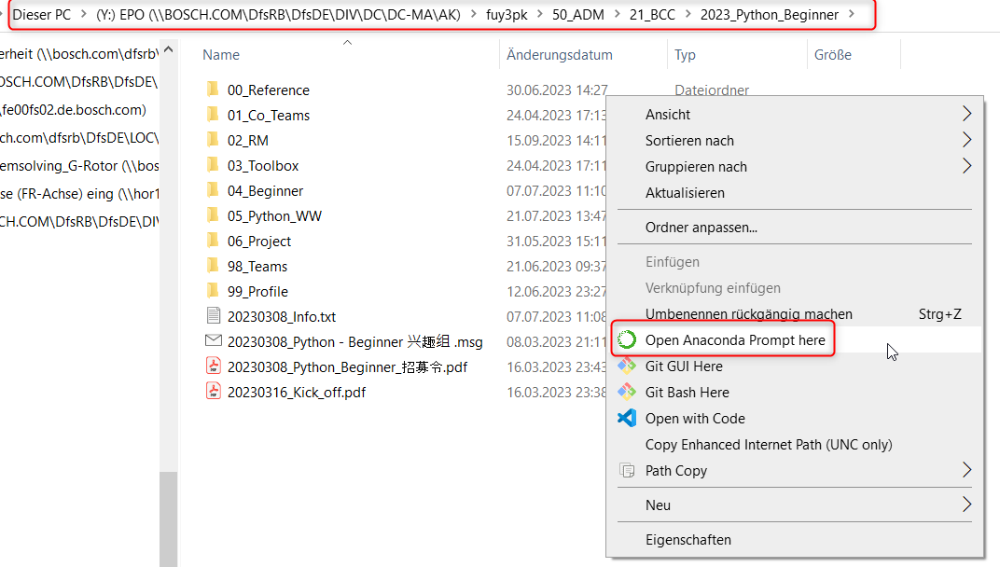 Dieser PC > (Y:) EPO (\\BOSCH.COM\DfsRB\DfsDE\DIV\DC\DC-MA\AK) > fuy3pk > 50_ADM > 21_BCC > 2023_Python_Beginner >
Name Änderungsdatum Typ Größe
erheit (\\bosch.com\dfsrb\
OSCH.COM\DfsRB\DfsDE\
\fe00fs02.de.bosch.com)
ch.com\dfsrb\DfsDE\LOC\
emsolving_G-Rotor (\\bos
se (FR-Achse) eing (\\hor1
CH.COM\DfsRB\DfsDE\DI\
00_Reference 30.06.2023 14:27 Dateiordner
01_Co_Teams 24.04.2023 17:13
02_RM 15.09.2023 14:11
03_Toolbox 24.04.2023 17:11
04_Beginner 07.07.2023 11:10
05_Python_WW 21.07.2023 13:47
06_Project 31.05.2023 15:11
98_Teams 21.06.2023 09:37
99_Profile 12.06.2023 23:27
20230308_Info.txt 07.07.2023 11:08
20230308_Python - Beginner 兴趣组 .msg 08.03.2023 21:11
20230308_Python_Beginner_招募令.pdf 16.03.2023 23:43
20230316_Kick_off.pdf 16.03.2023 23:38
Ansicht
Sortieren nach
Gruppieren nach
Aktualisieren
Ordner anpassen...
Einfügen
Verknüpfung einfügen
Umbenennen rückgängig machen Strg+Z
Open Anaconda Prompt here
Git GUI Here
Git Bash Here
Open with Code
Copy Enhanced Internet Path (UNC only)
Path Copy
Neu
Eigenschaften